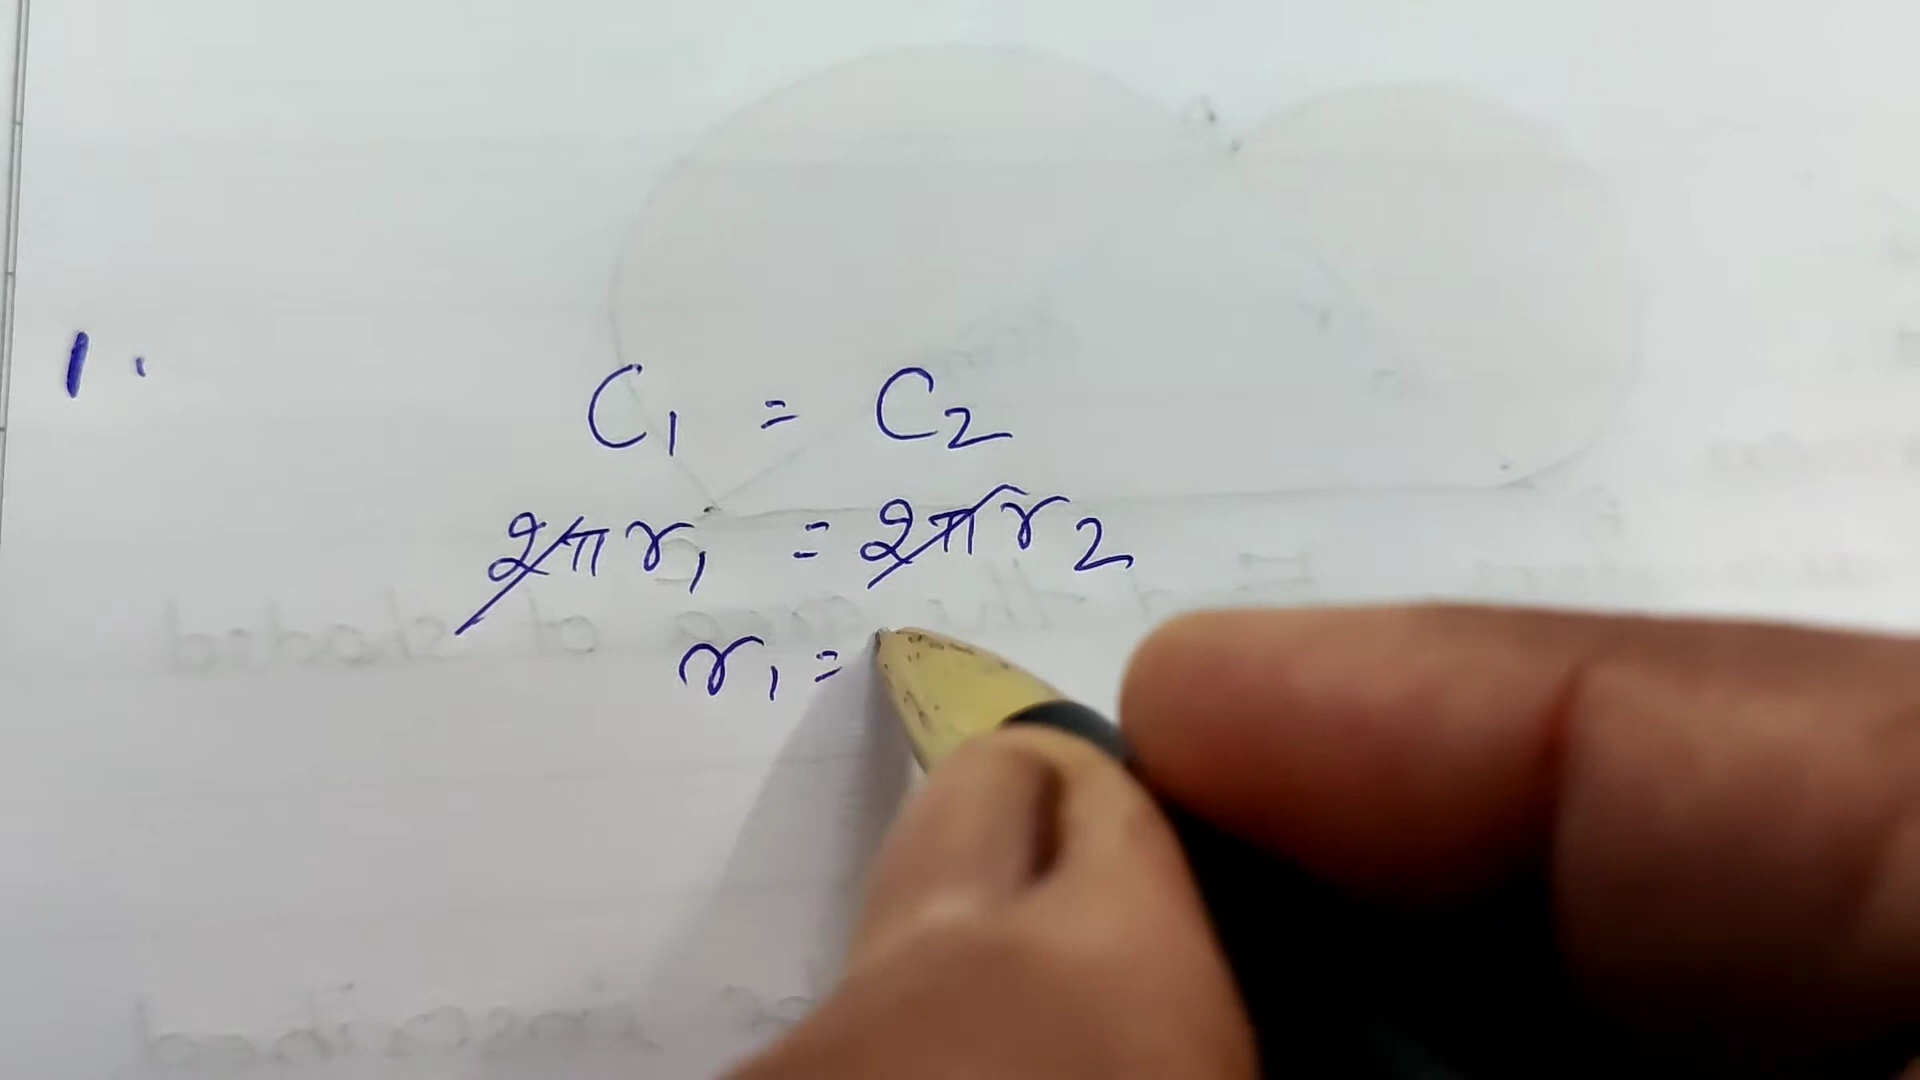 1.
C₁ = C₂
2πr₁ = 2πr₂
r₁ =